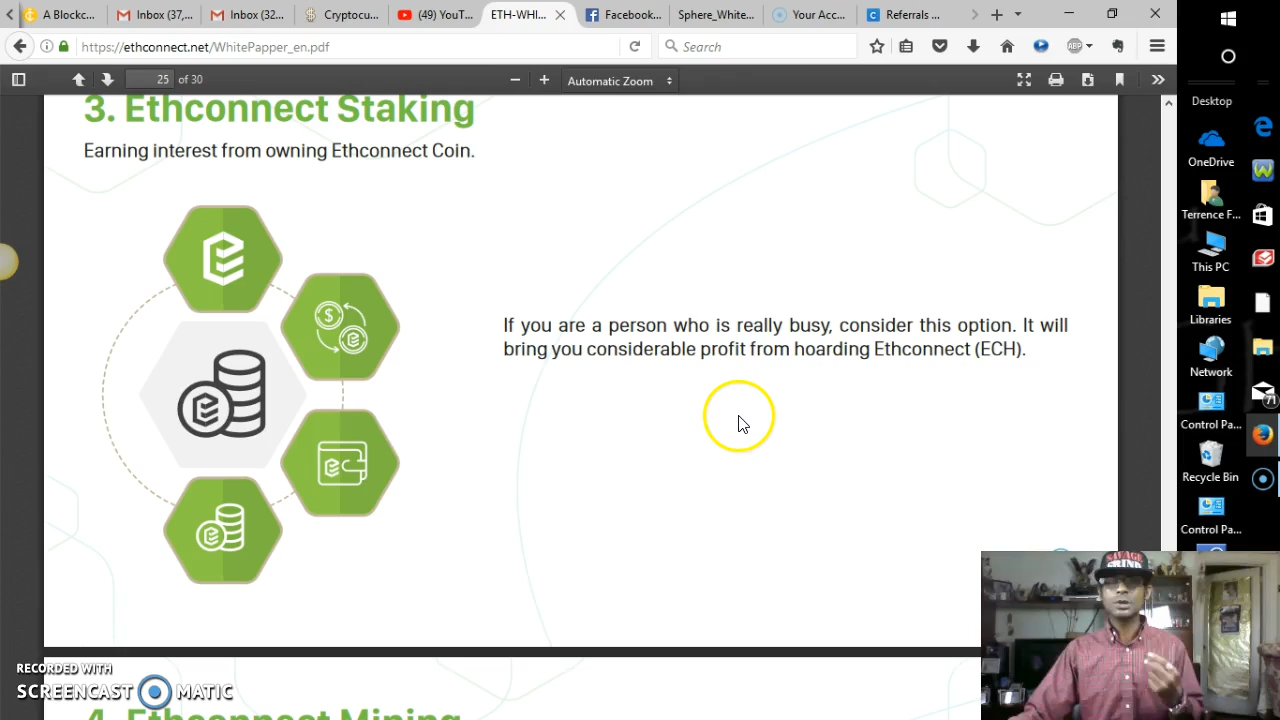 A Blockc...
Inbox (37,...
Inbox (32...
Cryptocu...
(49) YouT...
ETH-WHI...
Facebook...
Sphere_White...
Your Acc...
Referrals ...
https://ethconnect.net/WhitePapper_en.pdf
Search
ABP
25 of 30
Automatic Zoom
3. Ethconnect Staking
Earning interest from owning Ethconnect Coin.
If you are a person who is really busy, consider this option. It will
bring you considerable profit from hoarding Ethconnect (ECH).
4. Ethconnect Mining
Desktop
OneDrive
Terrence F...
This PC
Libraries
Network
Control Pa...
Recycle Bin
Control Pa...
71
SAVAGE
GRIND
RECORDED WITH
SCREENCAST MATIC